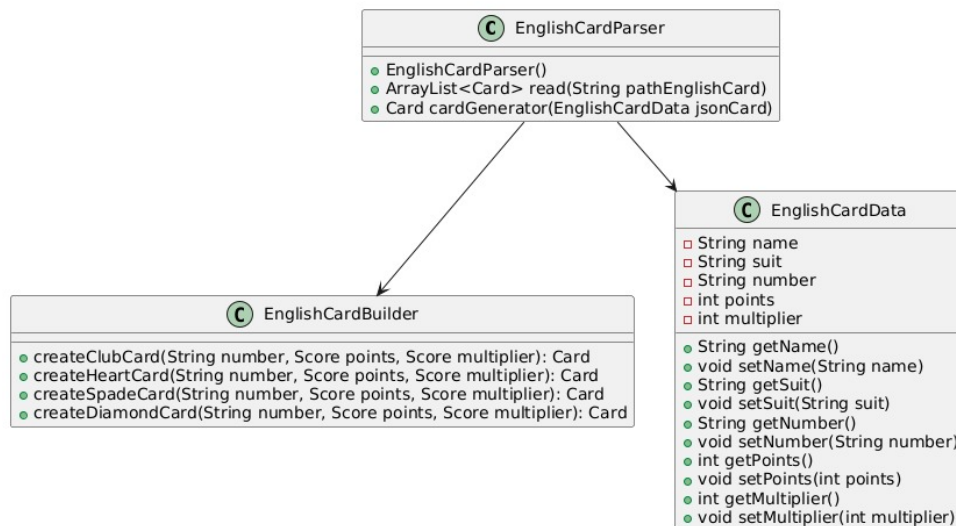 C EnglishCardParser
EnglishCardParser()
ArrayList<Card> read(String pathEnglishCard)
Card cardGenerator(EnglishCardData jsonCard)
C EnglishCardData
String name
String suit
String number
int points
int multiplier
String getName()
void setName(String name)
String getSuit()
void setSuit(String suit)
String getNumber()
void setNumber(String number)
int getPoints()
void setPoints(int points)
int getMultiplier()
void setMultiplier(int multiplier)
C EnglishCardBuilder
createClubCard(String number, Score points, Score multiplier): Card
createHeartCard(String number, Score points, Score multiplier): Card
createSpadeCard(String number, Score points, Score multiplier): Card
createDiamondCard(String number, Score points, Score multiplier): Card